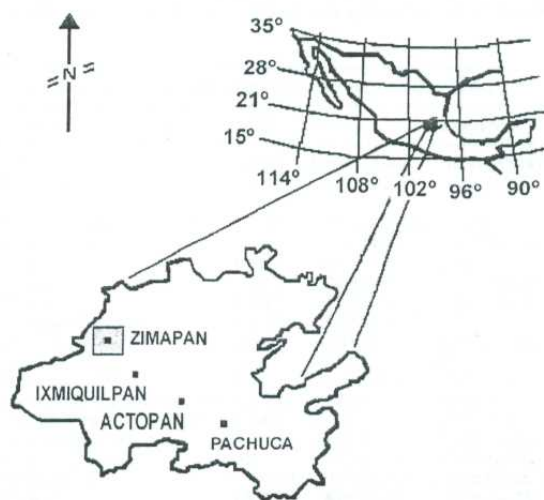 N
35°
28°
21°
15°
114°
108°
102°
96°
90°
ZIMAPAN
IXMIQUILPAN
ACTOPAN
PACHUCA